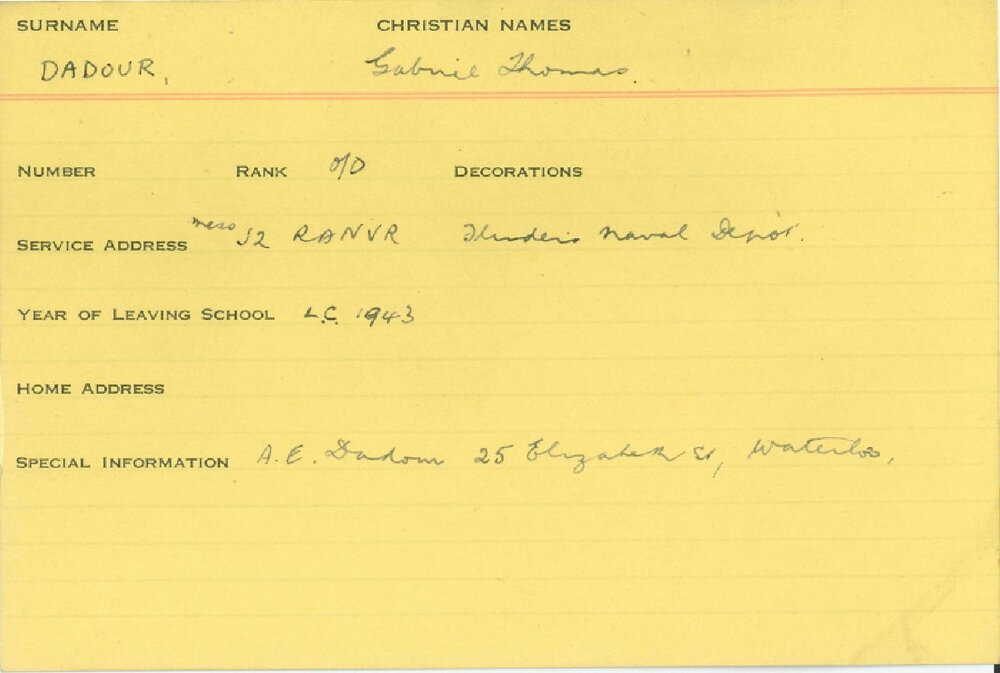 SURNAME CHRISTIAN NAMES
DADOUR, Gabriel Thomas.
NUMBER RANK O/D DECORATIONS
SERVICE ADDRESS mess J2 RANVR Flinders Naval Depot.
YEAR OF LEAVING SCHOOL L.C. 1943
HOME ADDRESS
SPECIAL INFORMATION A.E. Dadour 25 Elizabeth St, Waterloo,